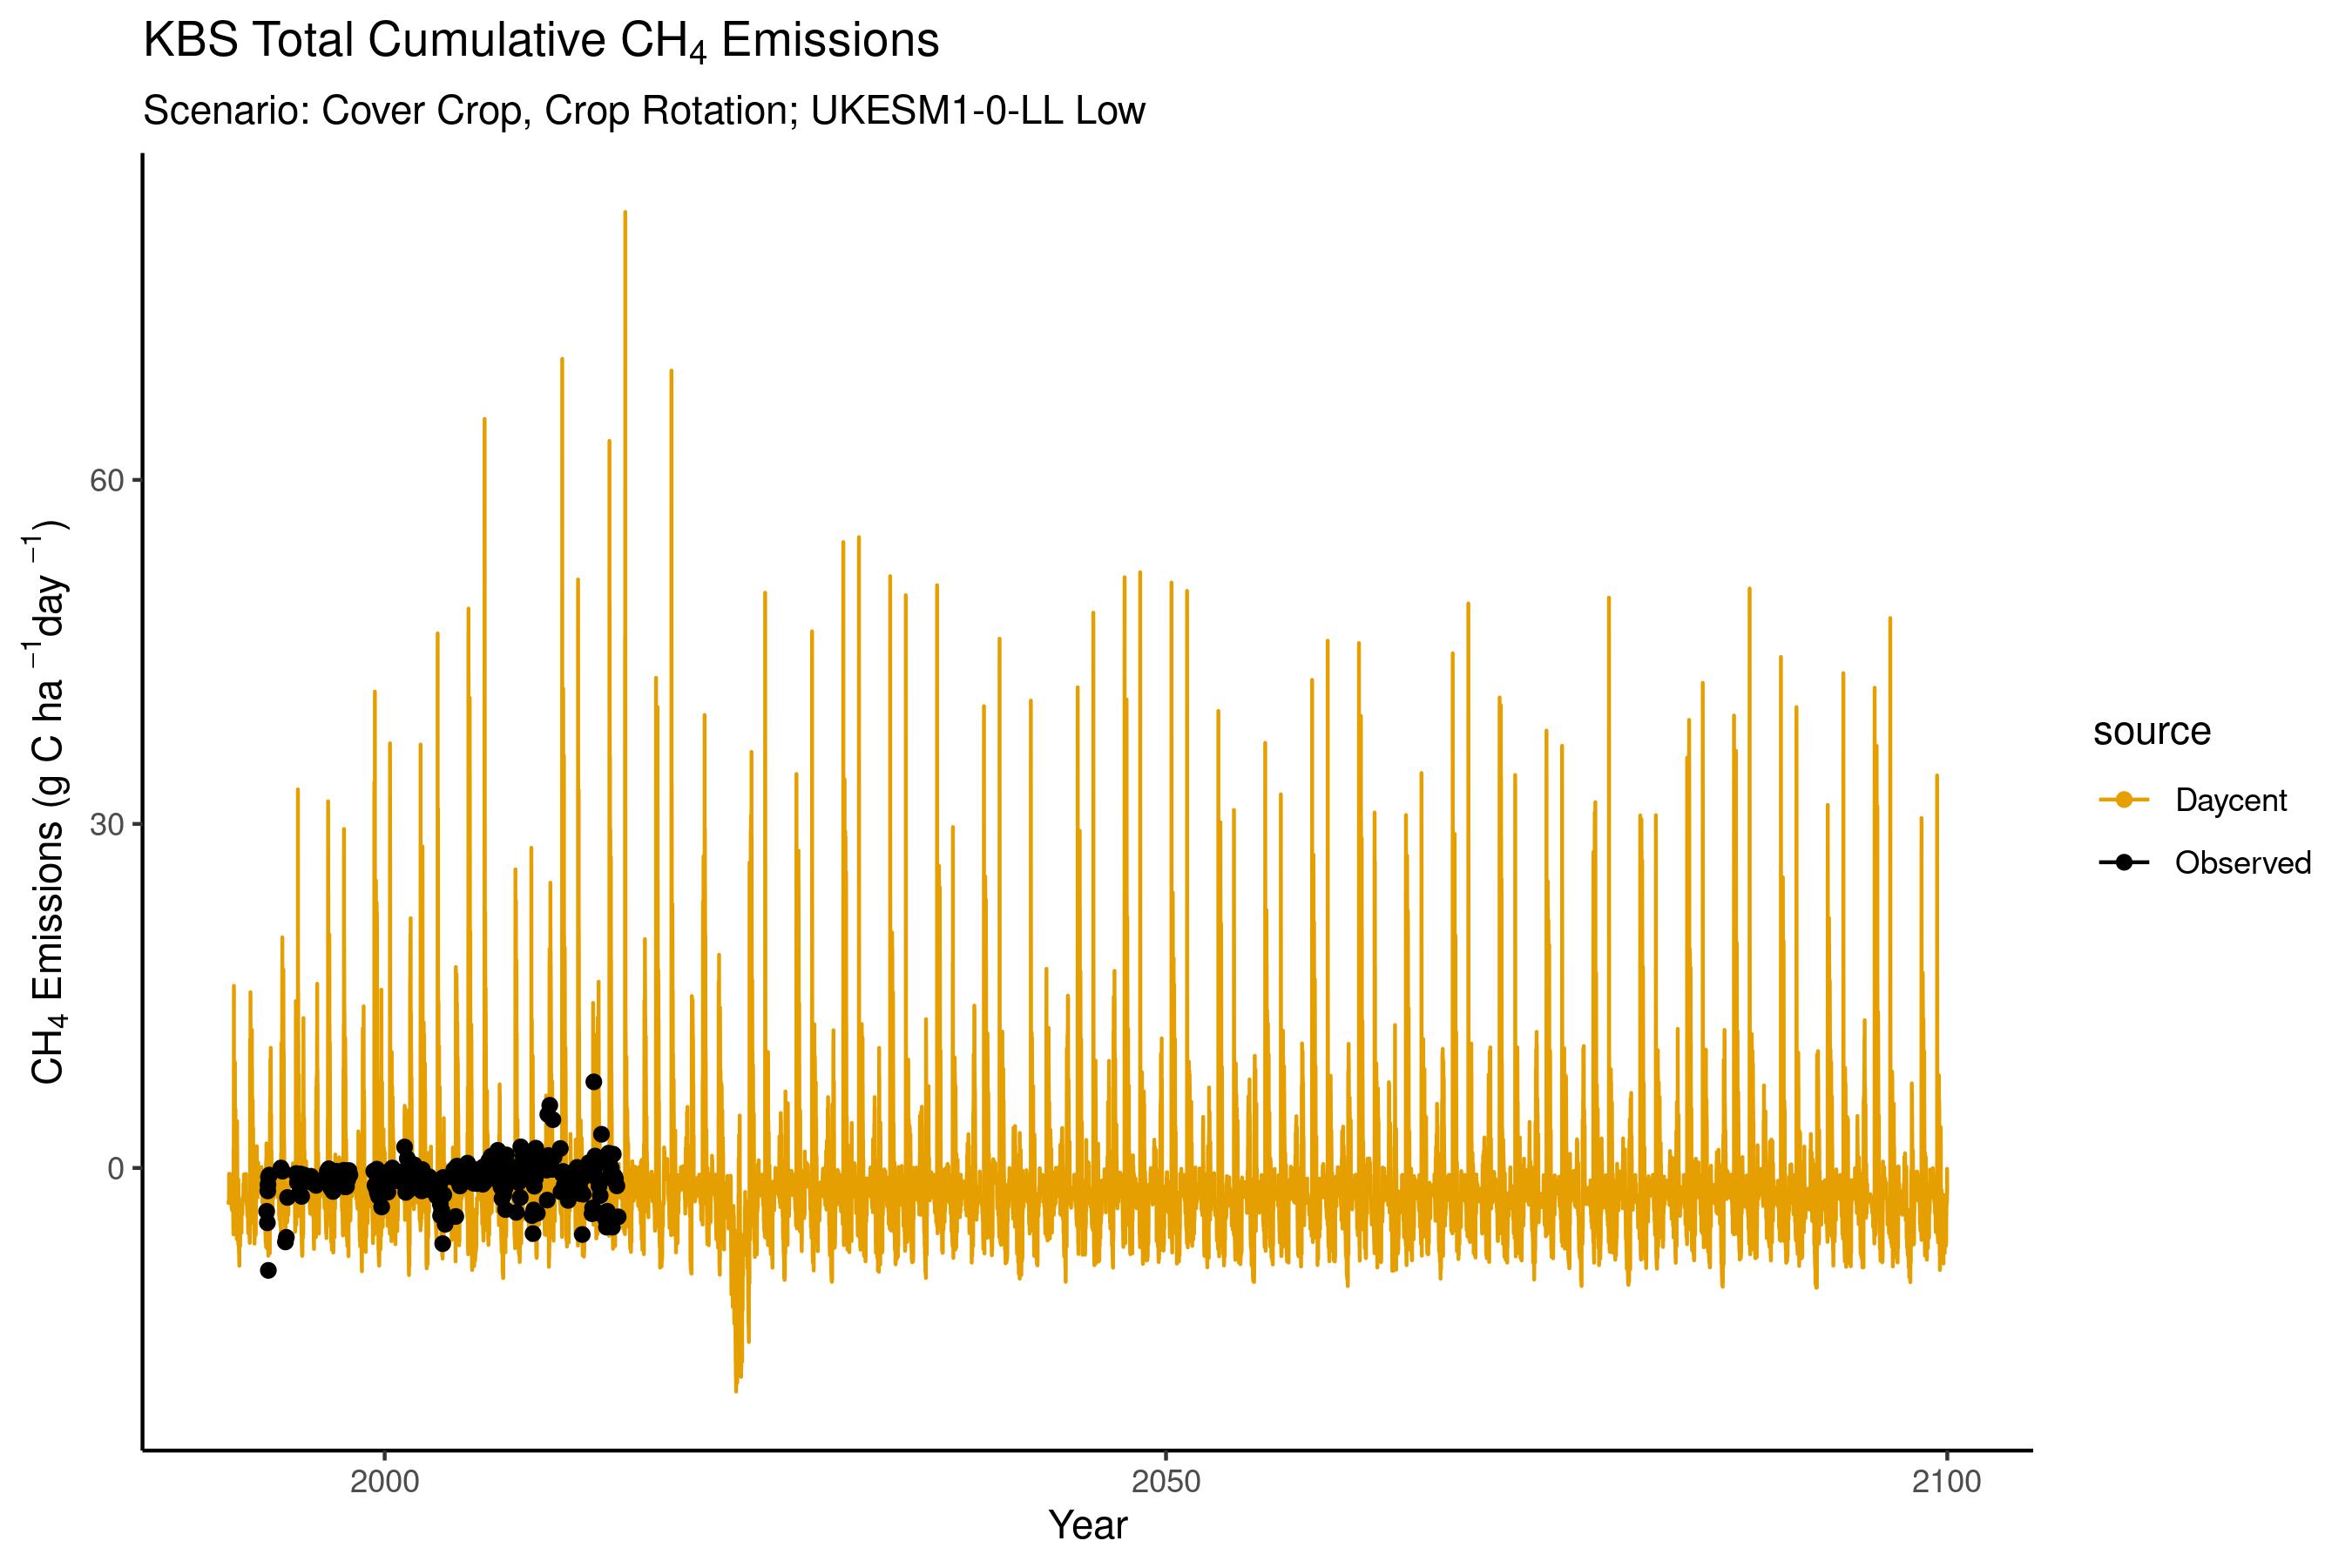 KBS Total Cumulative CH₄ Emissions
Scenario: Cover Crop, Crop Rotation; UKESM1-0-LL Low
CH₄ Emissions (g C ha ⁻¹day ⁻¹)
60
30
0
2000
2050
2100
Year
source
Daycent
Observed